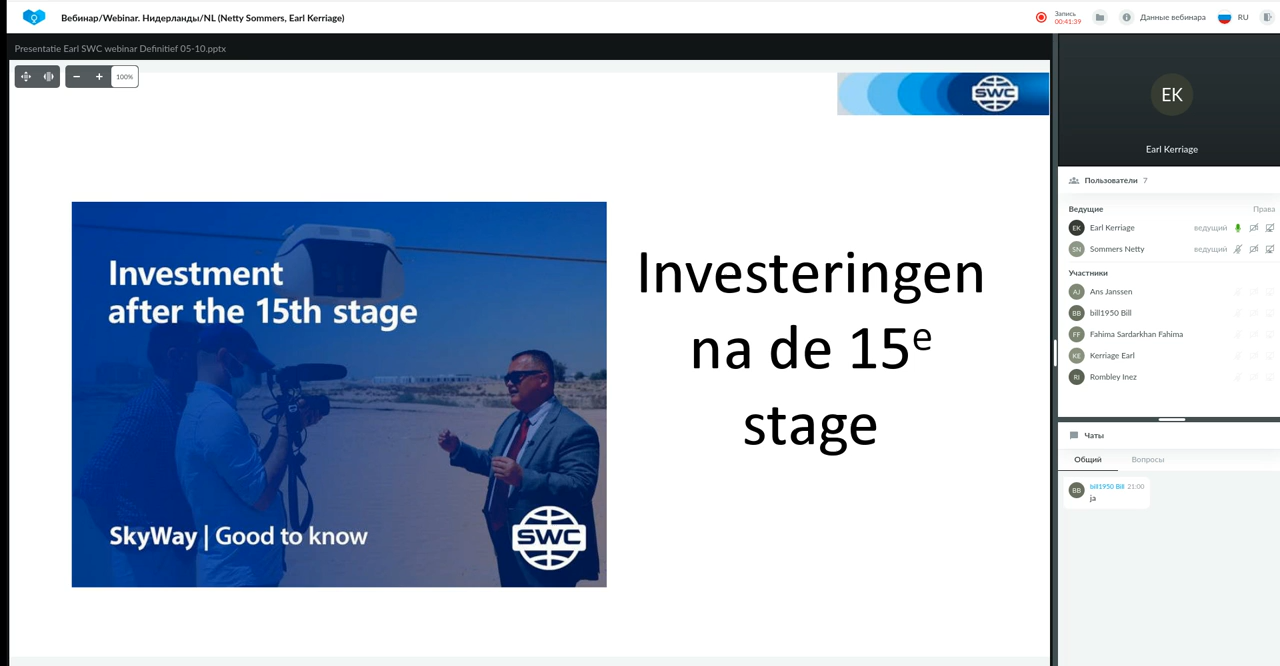 Вебинар/Webinar. Нидерланды/NL (Netty Sommers, Earl Kerriage)
Запись
00:41:39
Данные вебинара
RU
Presentatie Earl SWC webinar Definitief 05-10.pptx
100%
SWC
Investment
after the 15th stage
SkyWay | Good to know
SWC
Investeringen
na de 15e
stage
EK
Earl Kerriage
Пользователи 7
Ведущие Права
EK Earl Kerriage ведущий
SN Sommers Netty ведущий
Участники
AJ Ans Janssen
BB bill1950 Bill
FF Fahima Sardarkhan Fahima
KE Kerriage Earl
RI Rombley Inez
Чаты
Общий Вопросы
BB bill1950 Bill 21:00
ja